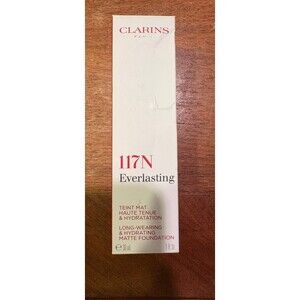 CLARINS
117N
Everlasting
TEINT MAT
HAUTE TENUE
& HYDRATATION
LONG-WEARING
& HYDRATING
MATTE FOUNDATION